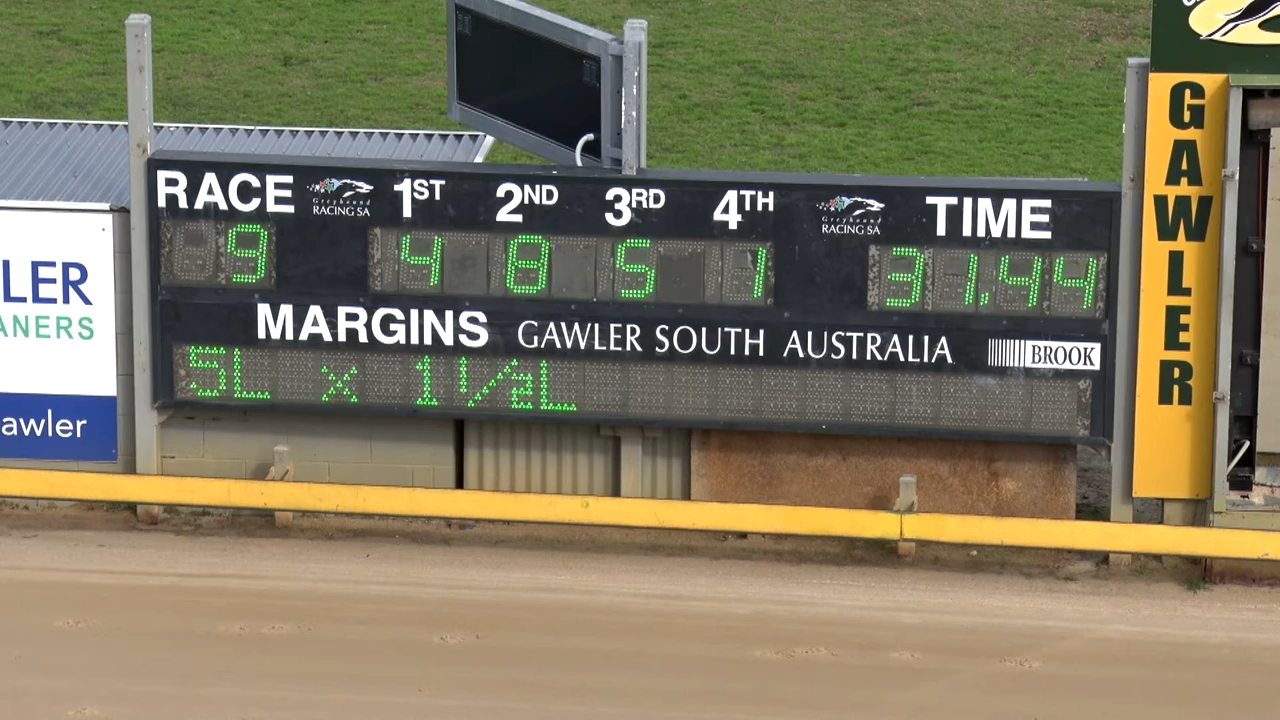 RACE Greyhound RACING SA 1ST 2ND 3RD 4TH Greyhound RACING SA TIME
9 4 8 5 1 31.44
MARGINS GAWLER SOUTH AUSTRALIA BROOK
5L x 1 1/2L
GAWLER
LER
ANERS
awler